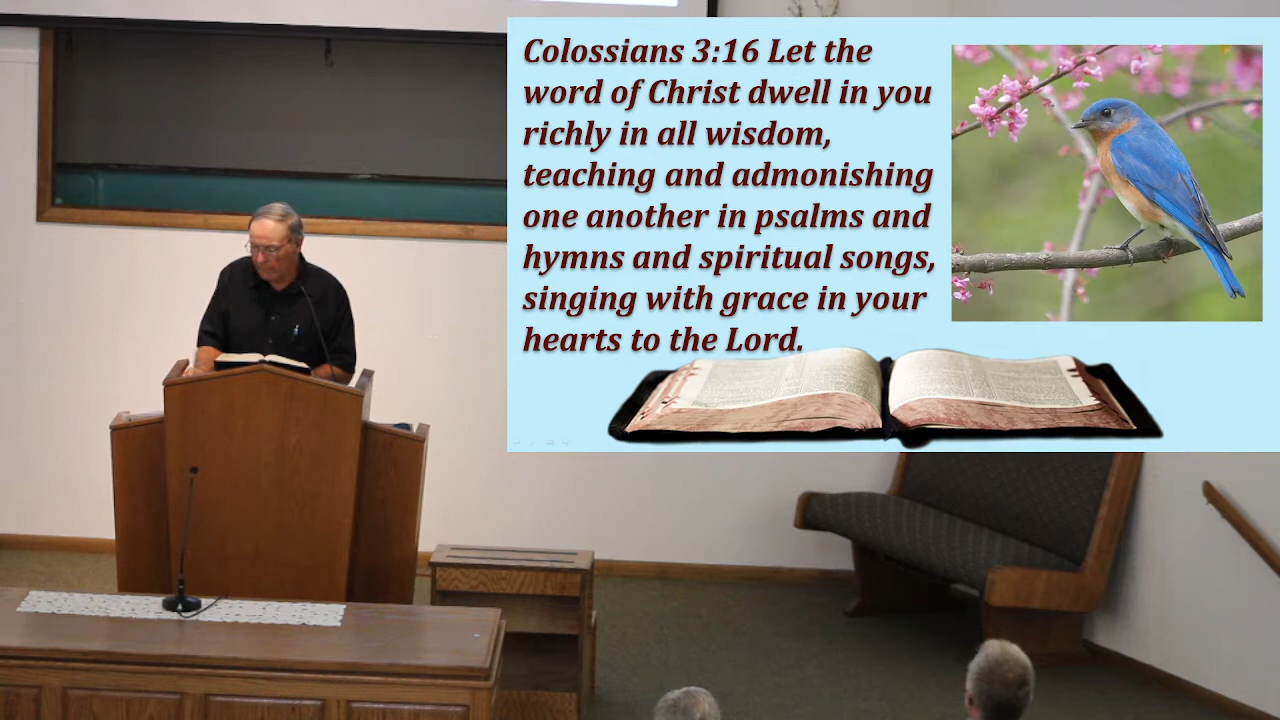 Colossians 3:16 Let the
word of Christ dwell in you
richly in all wisdom,
teaching and admonishing
one another in psalms and
hymns and spiritual songs,
singing with grace in your
hearts to the Lord.